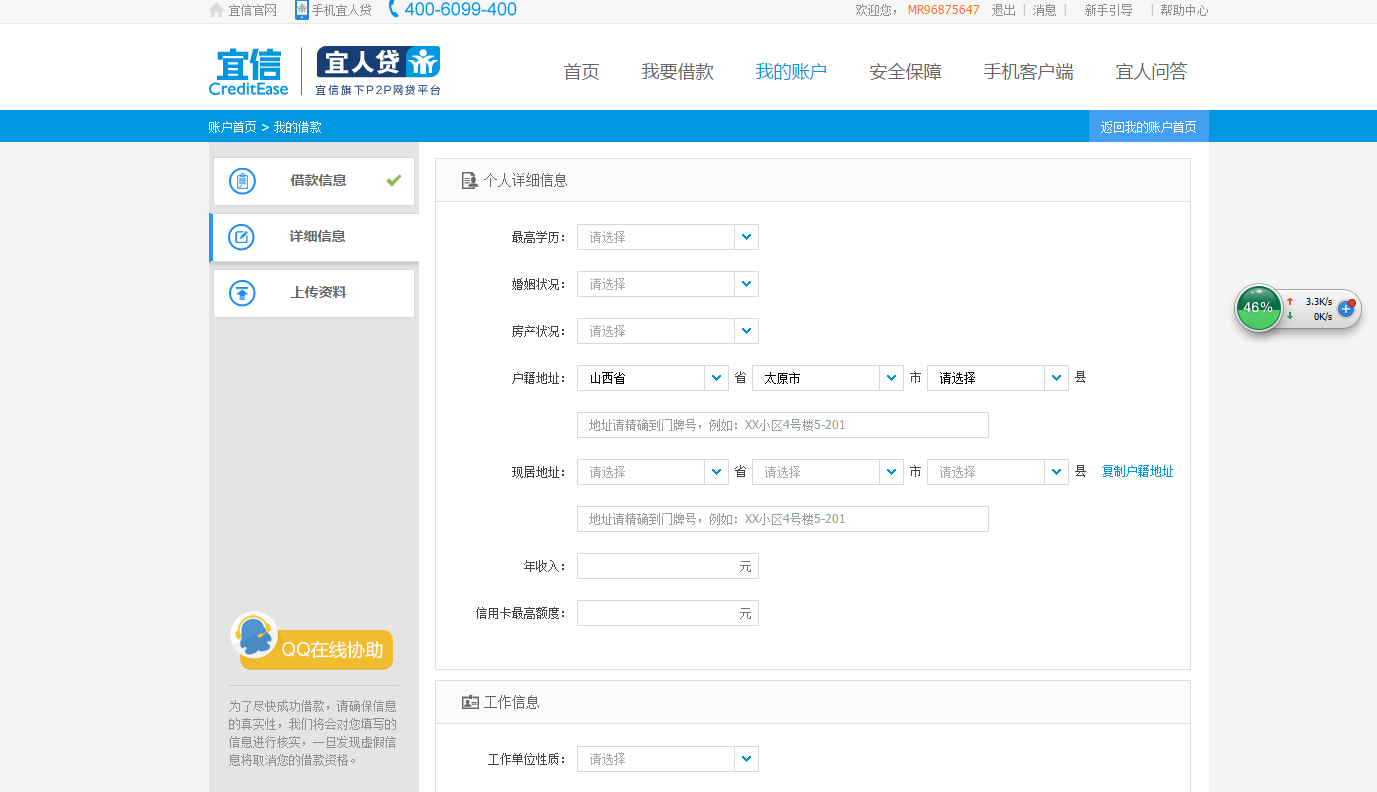 宜信官网 手机宜人贷 400-6099-400 欢迎您， MR96875647 退出 | 消息 | 新手引导 | 帮助中心
宜信 CreditEase 宜人贷 宜信旗下P2P网贷平台
首页 我要借款 我的账户 安全保障 手机客户端 宜人问答
账户首页 > 我的借款 返回我的账户首页
借款信息
详细信息
上传资料
QQ在线协助
为了尽快成功借款，请确保信息
的真实性，我们将会对您填写的
信息进行核实，一旦发现虚假信
息将取消您的借款资格。
个人详细信息
最高学历： 请选择
婚姻状况： 请选择
房产状况： 请选择
户籍地址： 山西省 省 太原市 市 请选择 县
地址请精确到门牌号，例如：XX小区4号楼5-201
现居地址： 请选择 省 请选择 市 请选择 县 复制户籍地址
地址请精确到门牌号，例如：XX小区4号楼5-201
年收入： 元
信用卡最高额度： 元
工作信息
工作单位性质： 请选择
46% 3.3K/s
0K/s